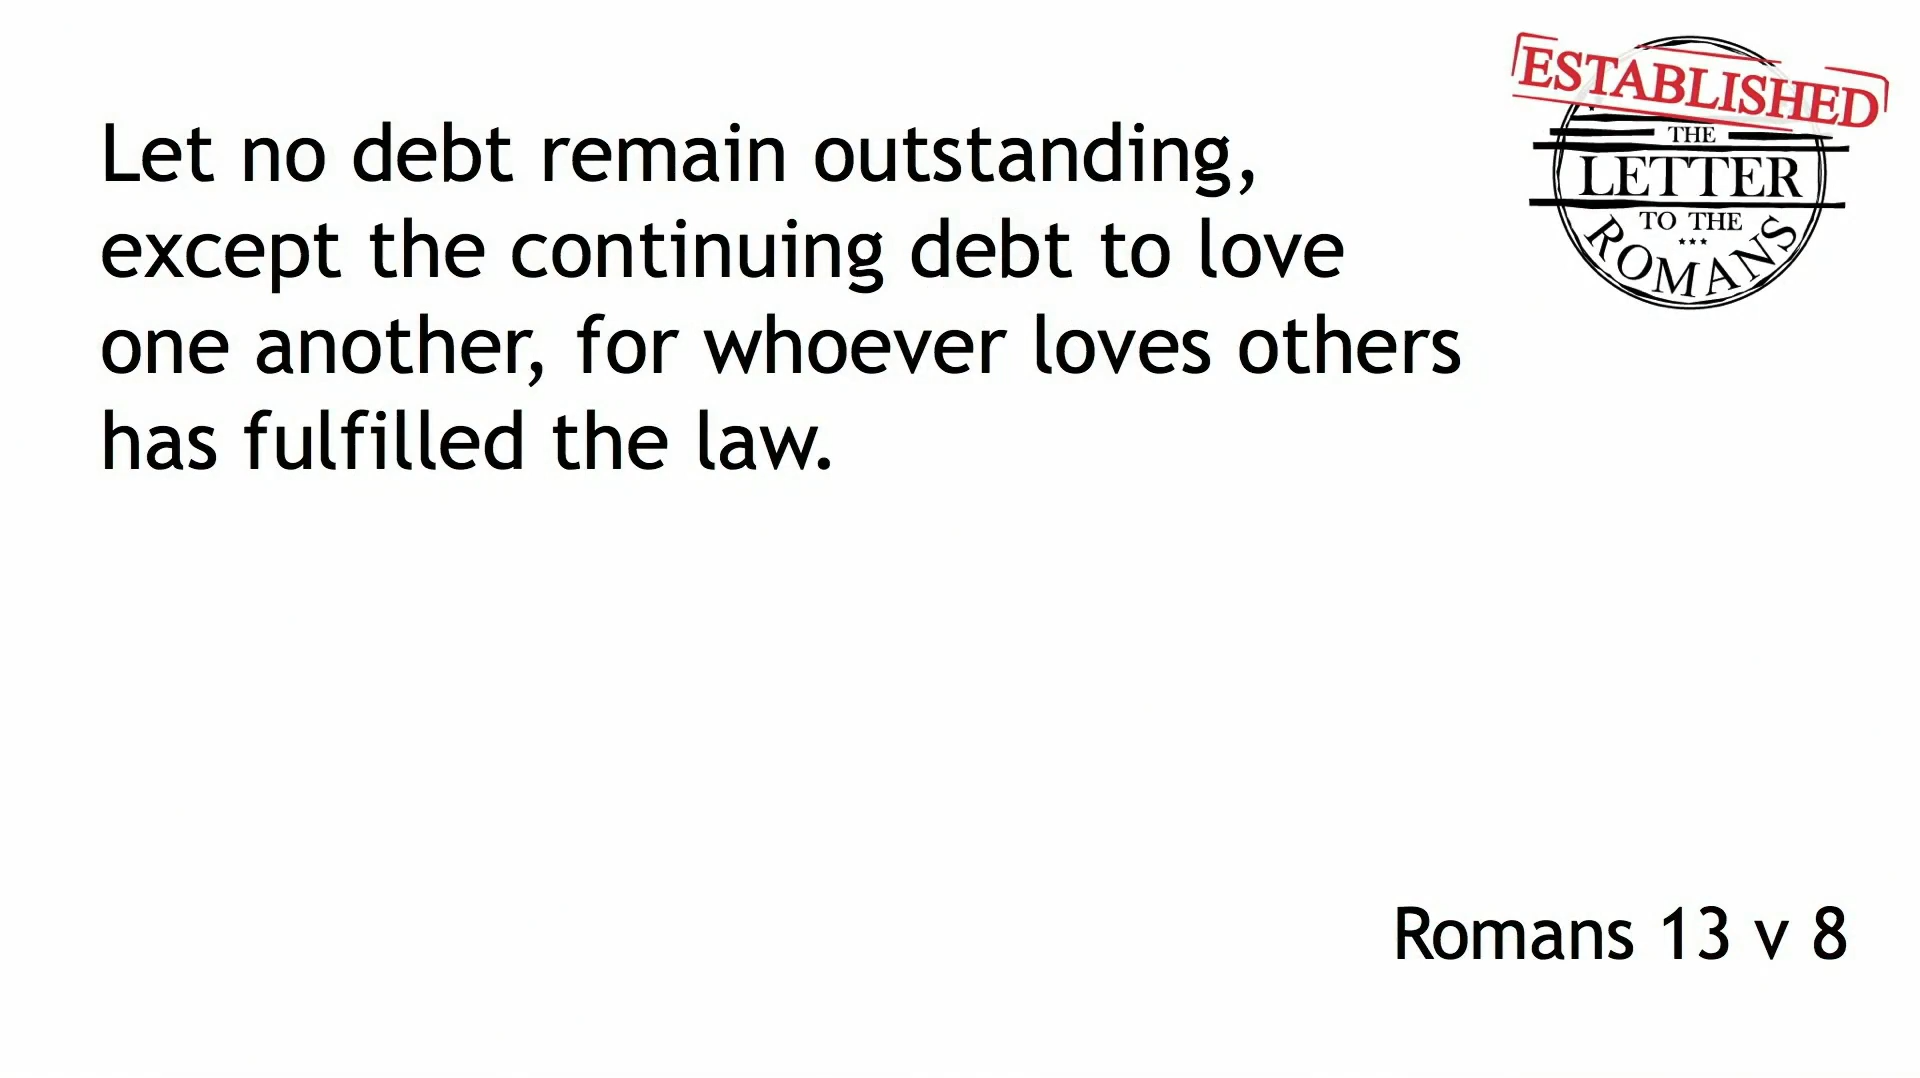 Let no debt remain outstanding,
except the continuing debt to love
one another, for whoever loves others
has fulfilled the law.
ESTABLISHED
THE
LETTER
TO THE
ROMANS
Romans 13 v 8